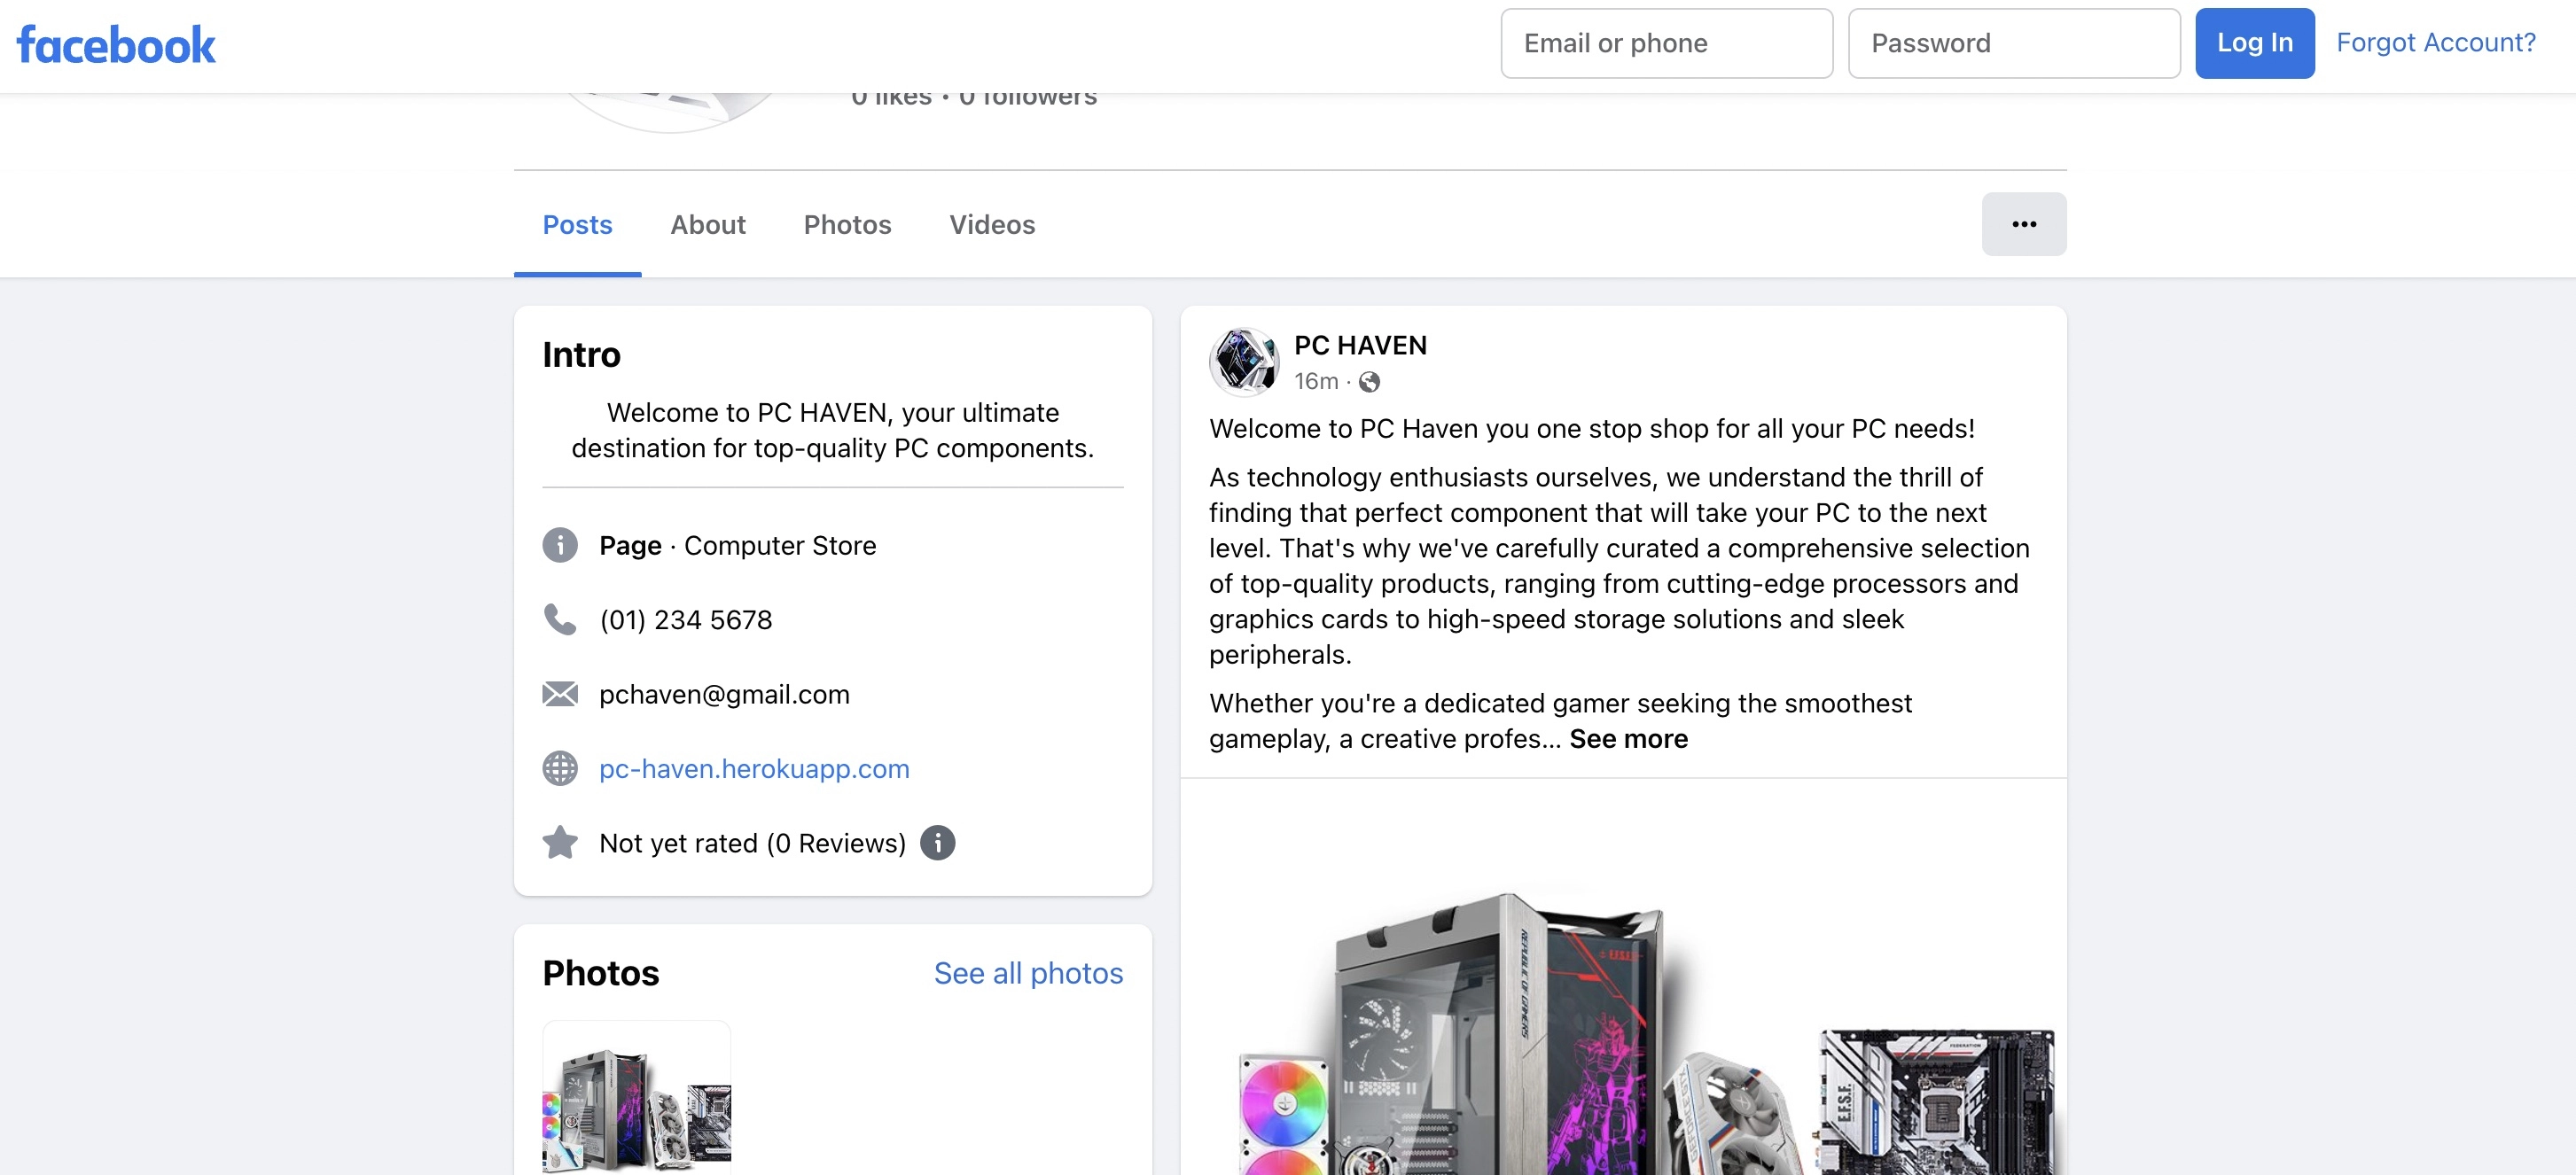 facebook
Email or phone
Password
Log In
Forgot Account?
0 likes • 0 followers
Posts
About
Photos
Videos
Intro
Welcome to PC HAVEN, your ultimate
destination for top-quality PC components.
Page · Computer Store
(01) 234 5678
pchaven@gmail.com
pc-haven.herokuapp.com
Not yet rated (0 Reviews)
Photos
See all photos
PC HAVEN
16m ·
Welcome to PC Haven you one stop shop for all your PC needs!
As technology enthusiasts ourselves, we understand the thrill of
finding that perfect component that will take your PC to the next
level. That's why we've carefully curated a comprehensive selection
of top-quality products, ranging from cutting-edge processors and
graphics cards to high-speed storage solutions and sleek
peripherals.
Whether you're a dedicated gamer seeking the smoothest
gameplay, a creative profes... See more
REPUBLIC OF GAMERS
E.F.S.F.
FEDERATION
E.F.S.F.